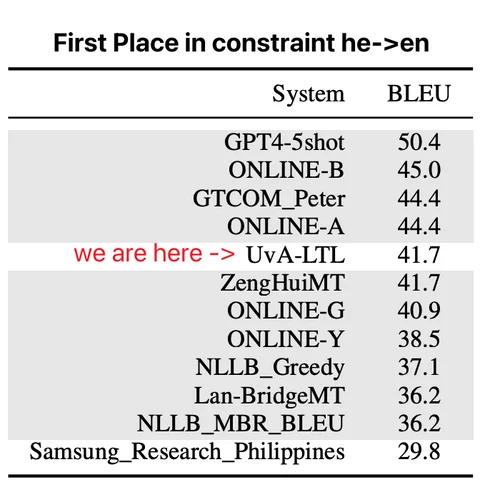 First Place in constraint he->en
System BLEU
GPT4-5shot 50.4
ONLINE-B 45.0
GTCOM_Peter 44.4
ONLINE-A 44.4
we are here -> UvA-LTL 41.7
ZengHuiMT 41.7
ONLINE-G 40.9
ONLINE-Y 38.5
NLLB_Greedy 37.1
Lan-BridgeMT 36.2
NLLB_MBR_BLEU 36.2
Samsung_Research_Philippines 29.8